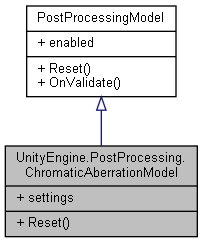 PostProcessingModel
+ enabled
+ Reset()
+ OnValidate()
UnityEngine.PostProcessing.
ChromaticAberrationModel
+ settings
+ Reset()